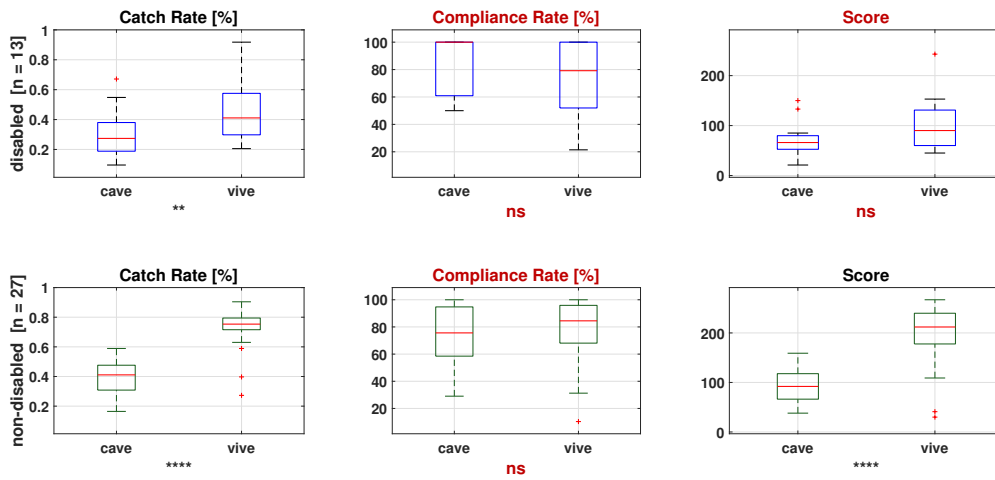 Catch Rate [%]
Compliance Rate [%]
Score
disabled [n = 13]
1
0.8
0.6
0.4
0.2
100
80
60
40
20
200
100
0
cave
vive
cave
vive
cave
vive
**
ns
ns
Catch Rate [%]
Compliance Rate [%]
Score
non-disabled [n = 27]
1
0.8
0.6
0.4
0.2
100
80
60
40
20
200
100
0
cave
vive
cave
vive
cave
vive
****
ns
****